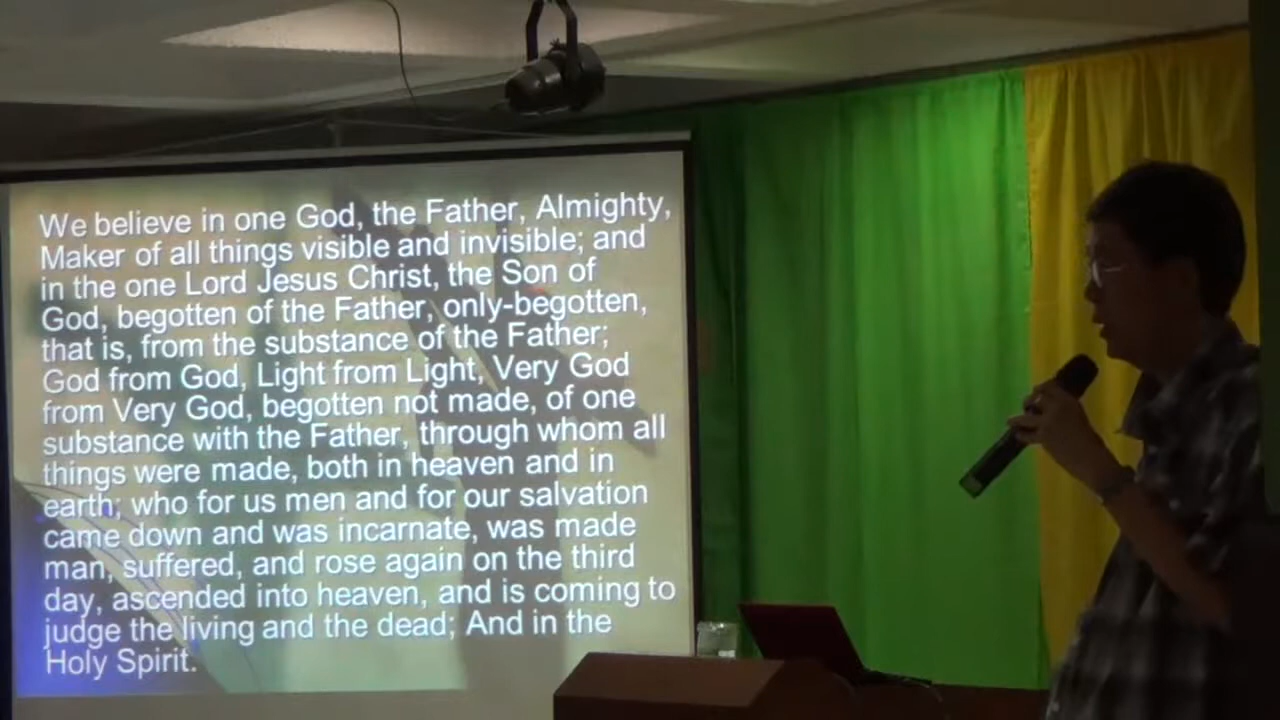 We believe in one God, the Father, Almighty,
Maker of all things visible and invisible; and
in the one Lord Jesus Christ, the Son of
God, begotten of the Father, only-begotten,
that is, from the substance of the Father;
God from God, Light from Light, Very God
from Very God, begotten not made, of one
substance with the Father, through whom all
things were made, both in heaven and in
earth; who for us men and for our salvation
came down and was incarnate, was made
man, suffered, and rose again on the third
day, ascended into heaven, and is coming to
judge the living and the dead; And in the
Holy Spirit.